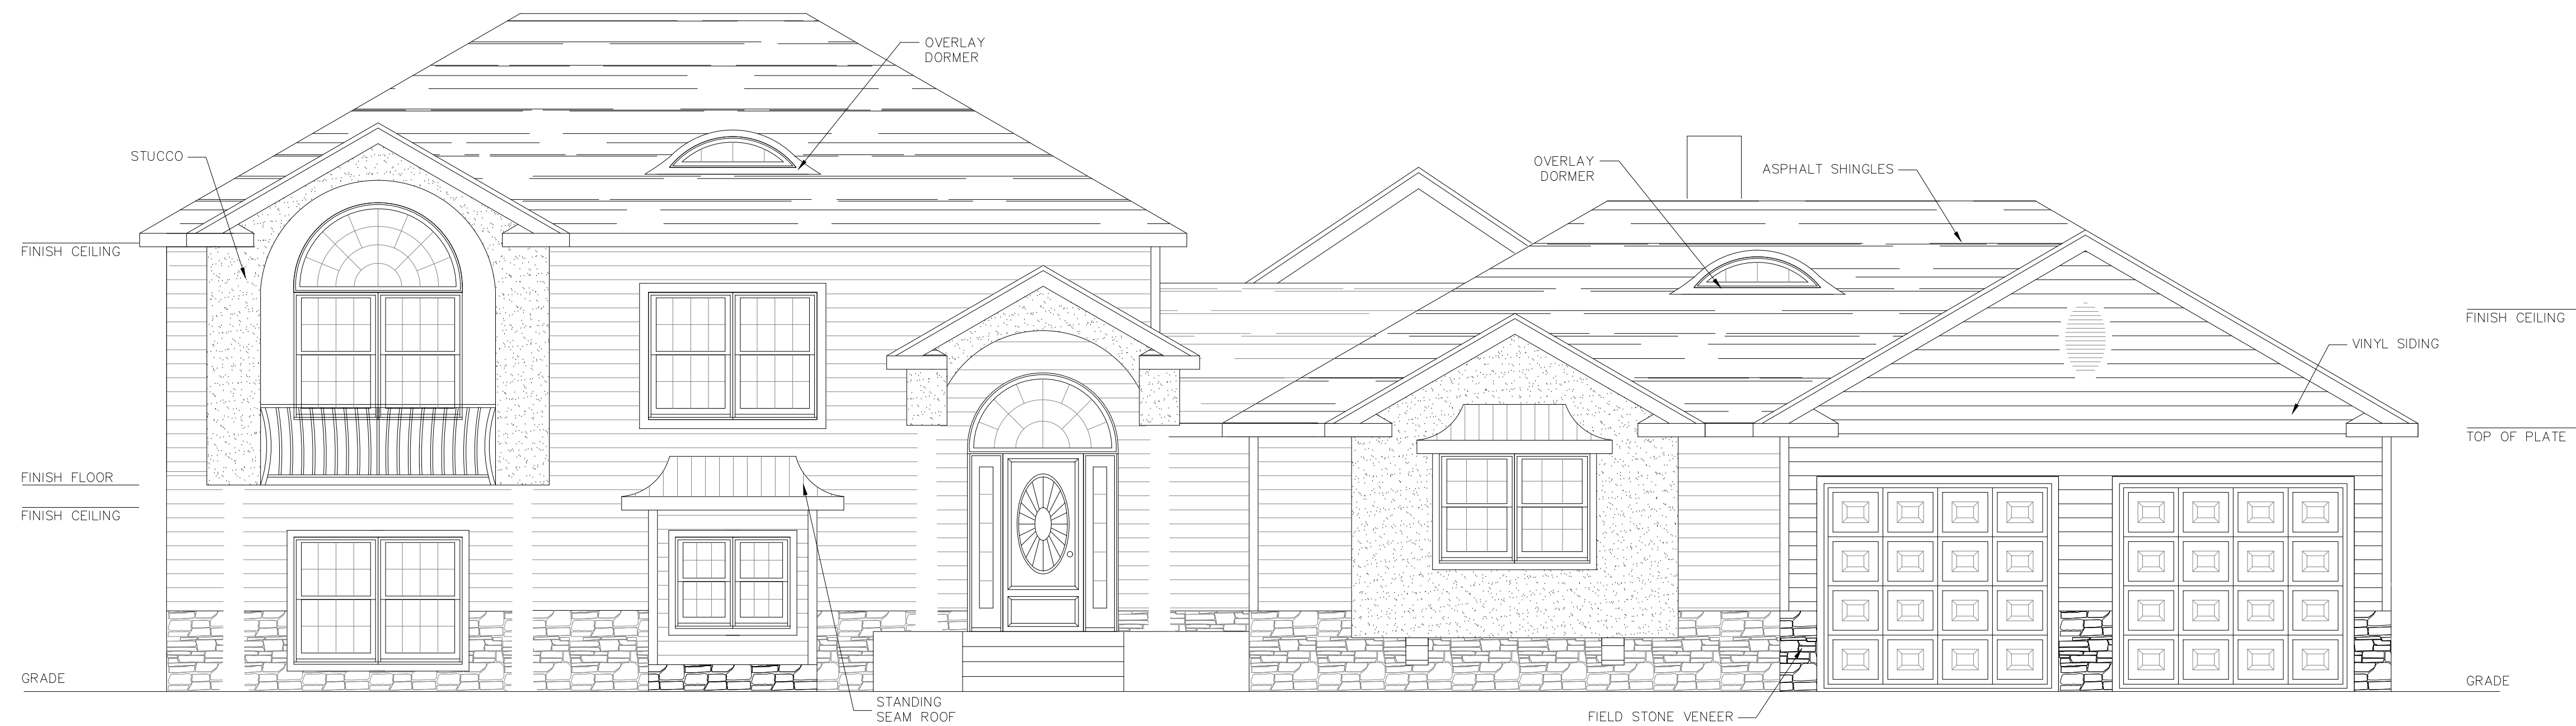 OVERLAY
DORMER
STUCCO
OVERLAY
DORMER
ASPHALT SHINGLES
FINISH CEILING
FINISH CEILING
VINYL SIDING
TOP OF PLATE
FINISH FLOOR
FINISH CEILING
GRADE
GRADE
STANDING
SEAM ROOF
FIELD STONE VENEER